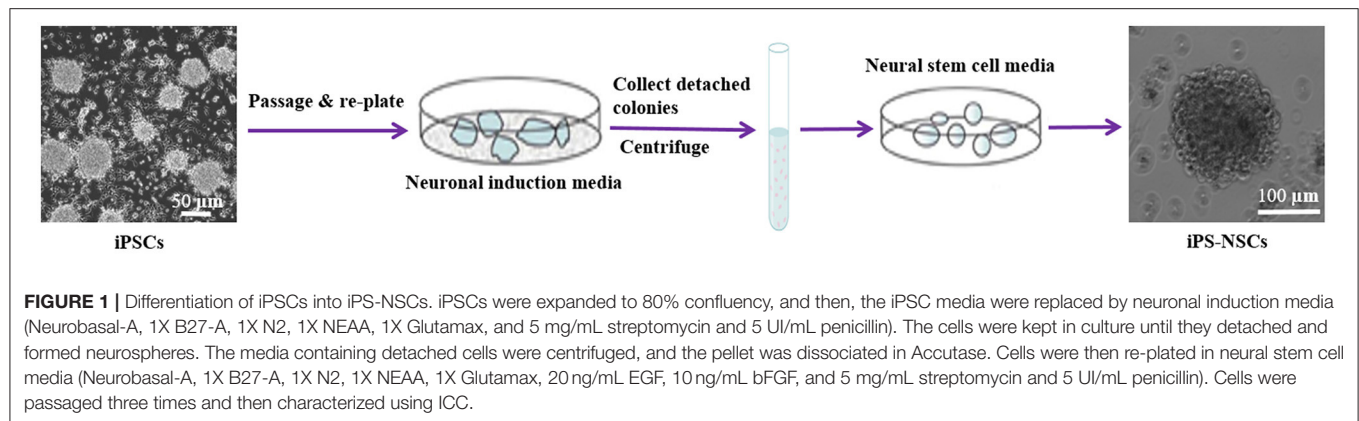 50 µm
iPSCs
Passage & re-plate
Neuronal induction media
Collect detached
colonies
Centrifuge
Neural stem cell media
100 µm
iPS-NSCs
FIGURE 1 | Differentiation of iPSCs into iPS-NSCs. iPSCs were expanded to 80% confluency, and then, the iPSC media were replaced by neuronal induction media
(Neurobasal-A, 1X B27-A, 1X N2, 1X NEAA, 1X Glutamax, and 5 mg/mL streptomycin and 5 UI/mL penicillin). The cells were kept in culture until they detached and
formed neurospheres. The media containing detached cells were centrifuged, and the pellet was dissociated in Accutase. Cells were then re-plated in neural stem cell
media (Neurobasal-A, 1X B27-A, 1X N2, 1X NEAA, 1X Glutamax, 20 ng/mL EGF, 10 ng/mL bFGF, and 5 mg/mL streptomycin and 5 UI/mL penicillin). Cells were
passaged three times and then characterized using ICC.